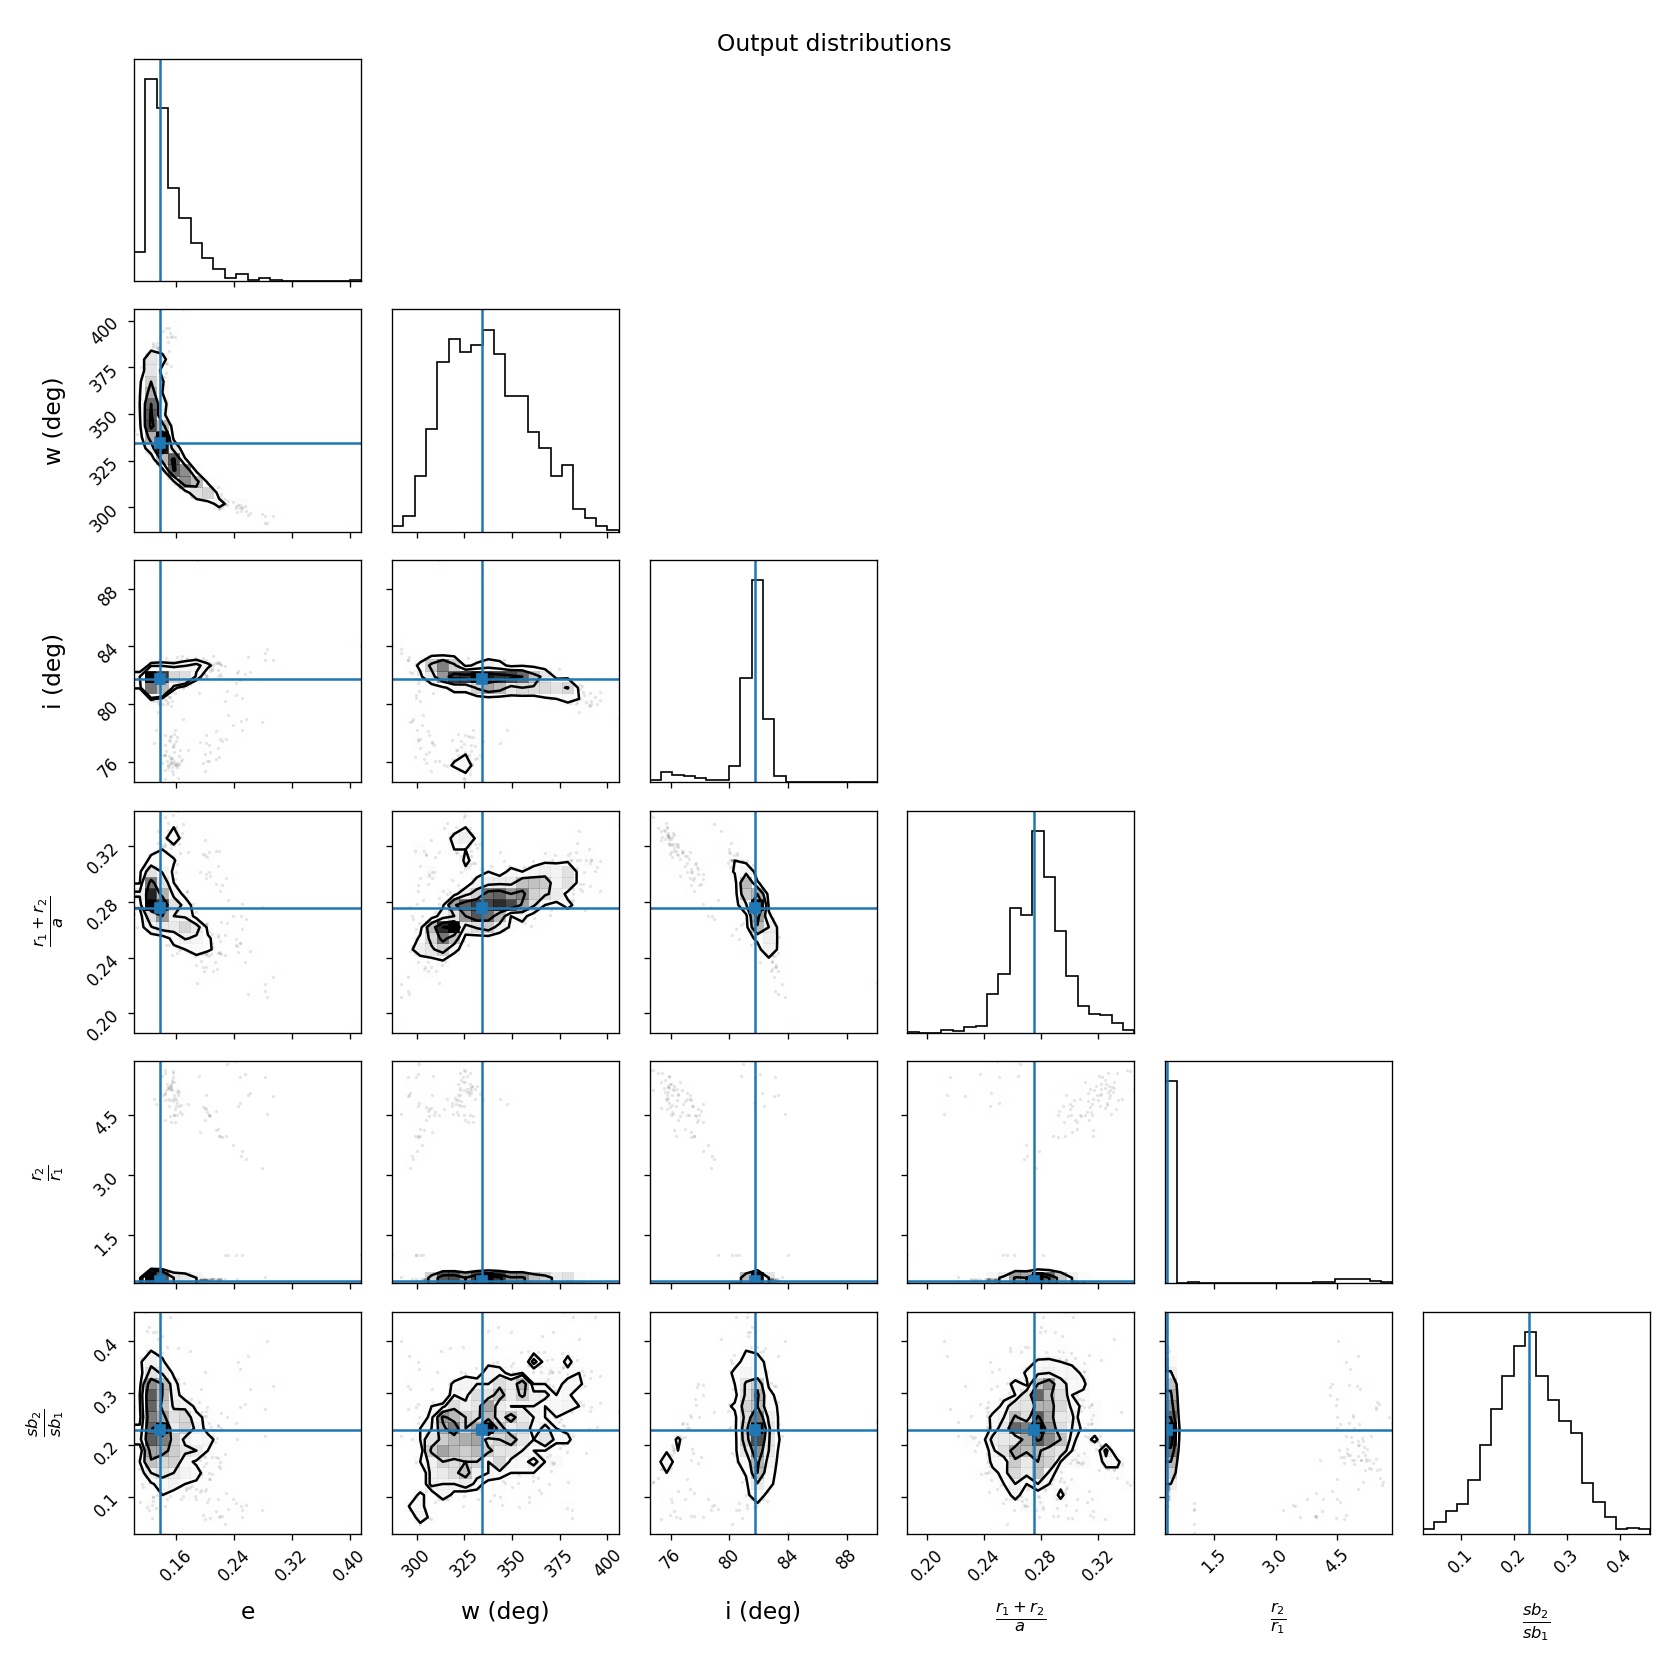 Output distributions
400
375
350
325
300
w (deg)
88
84
80
76
i (deg)
0.32
0.28
0.24
0.20
r₁ + r₂
a
4.5
3.0
1.5
r₂
r₁
0.4
0.3
0.2
0.1
sb₂
sb₁
0.16 0.24 0.32 0.40
300 325 350 375 400
76 80 84 88
0.20 0.24 0.28 0.32
1.5 3.0 4.5
0.1 0.2 0.3 0.4
e
w (deg)
i (deg)
r₁ + r₂
a
r₂
r₁
sb₂
sb₁